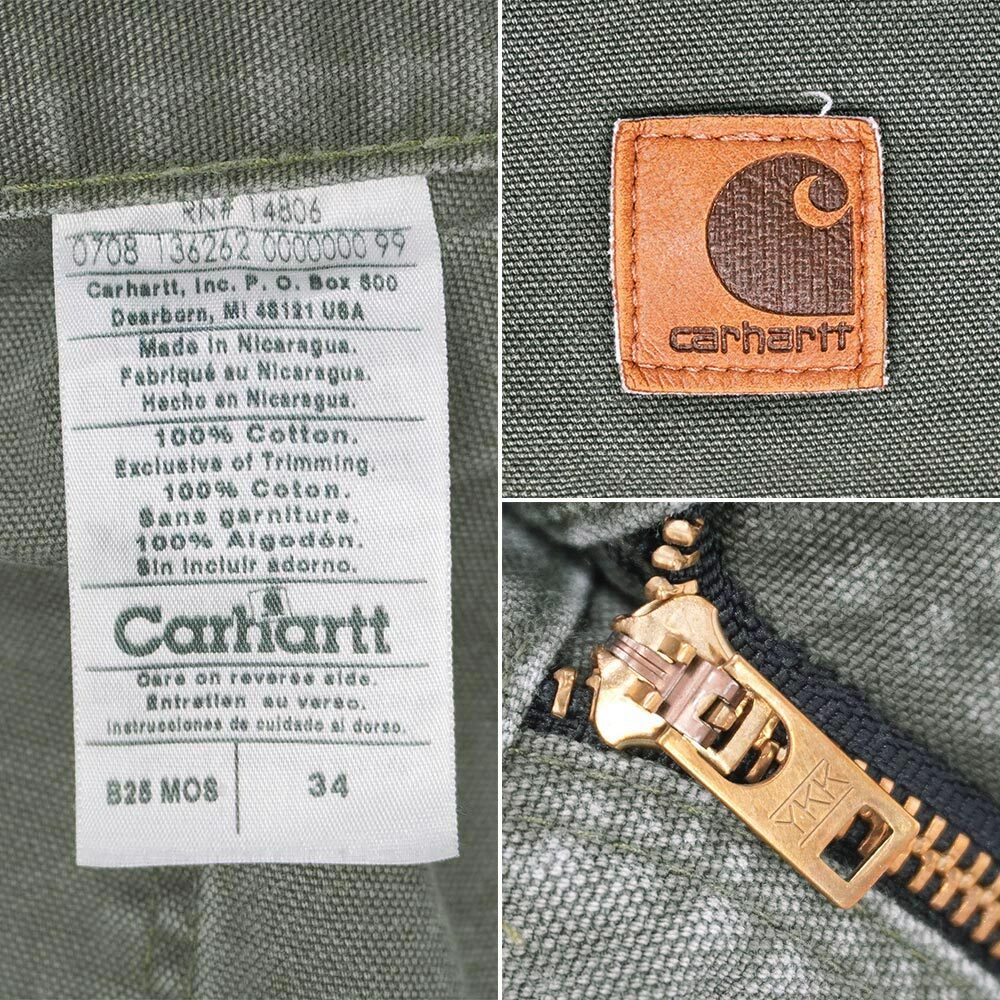 RN# 14806
0708 136262 0000000 99
Carhartt, Inc. P. O. Box 600
Dearborn, MI 48121 USA
Made in Nicaragua.
Fabriqué au Nicaragua.
Hecho en Nicaragua.
100% Cotton.
Exclusive of Trimming.
100% Coton.
Sans garniture.
100% Algodón.
Sin incluir adorno.
Carhartt
Care on reverse side.
Entretien au verso.
Instrucciones de cuidado al dorso.
B25 MOS 34
carhartt
YKK